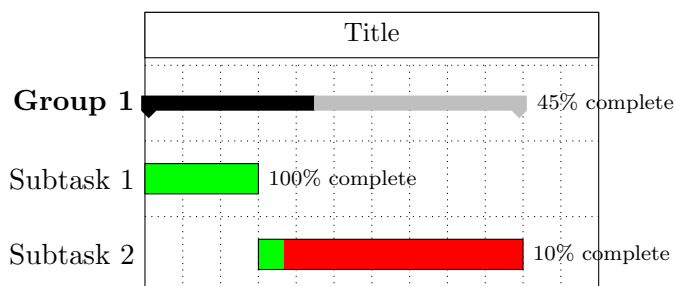 Title
Group 1 45% complete
Subtask 1 100% complete
Subtask 2 10% complete